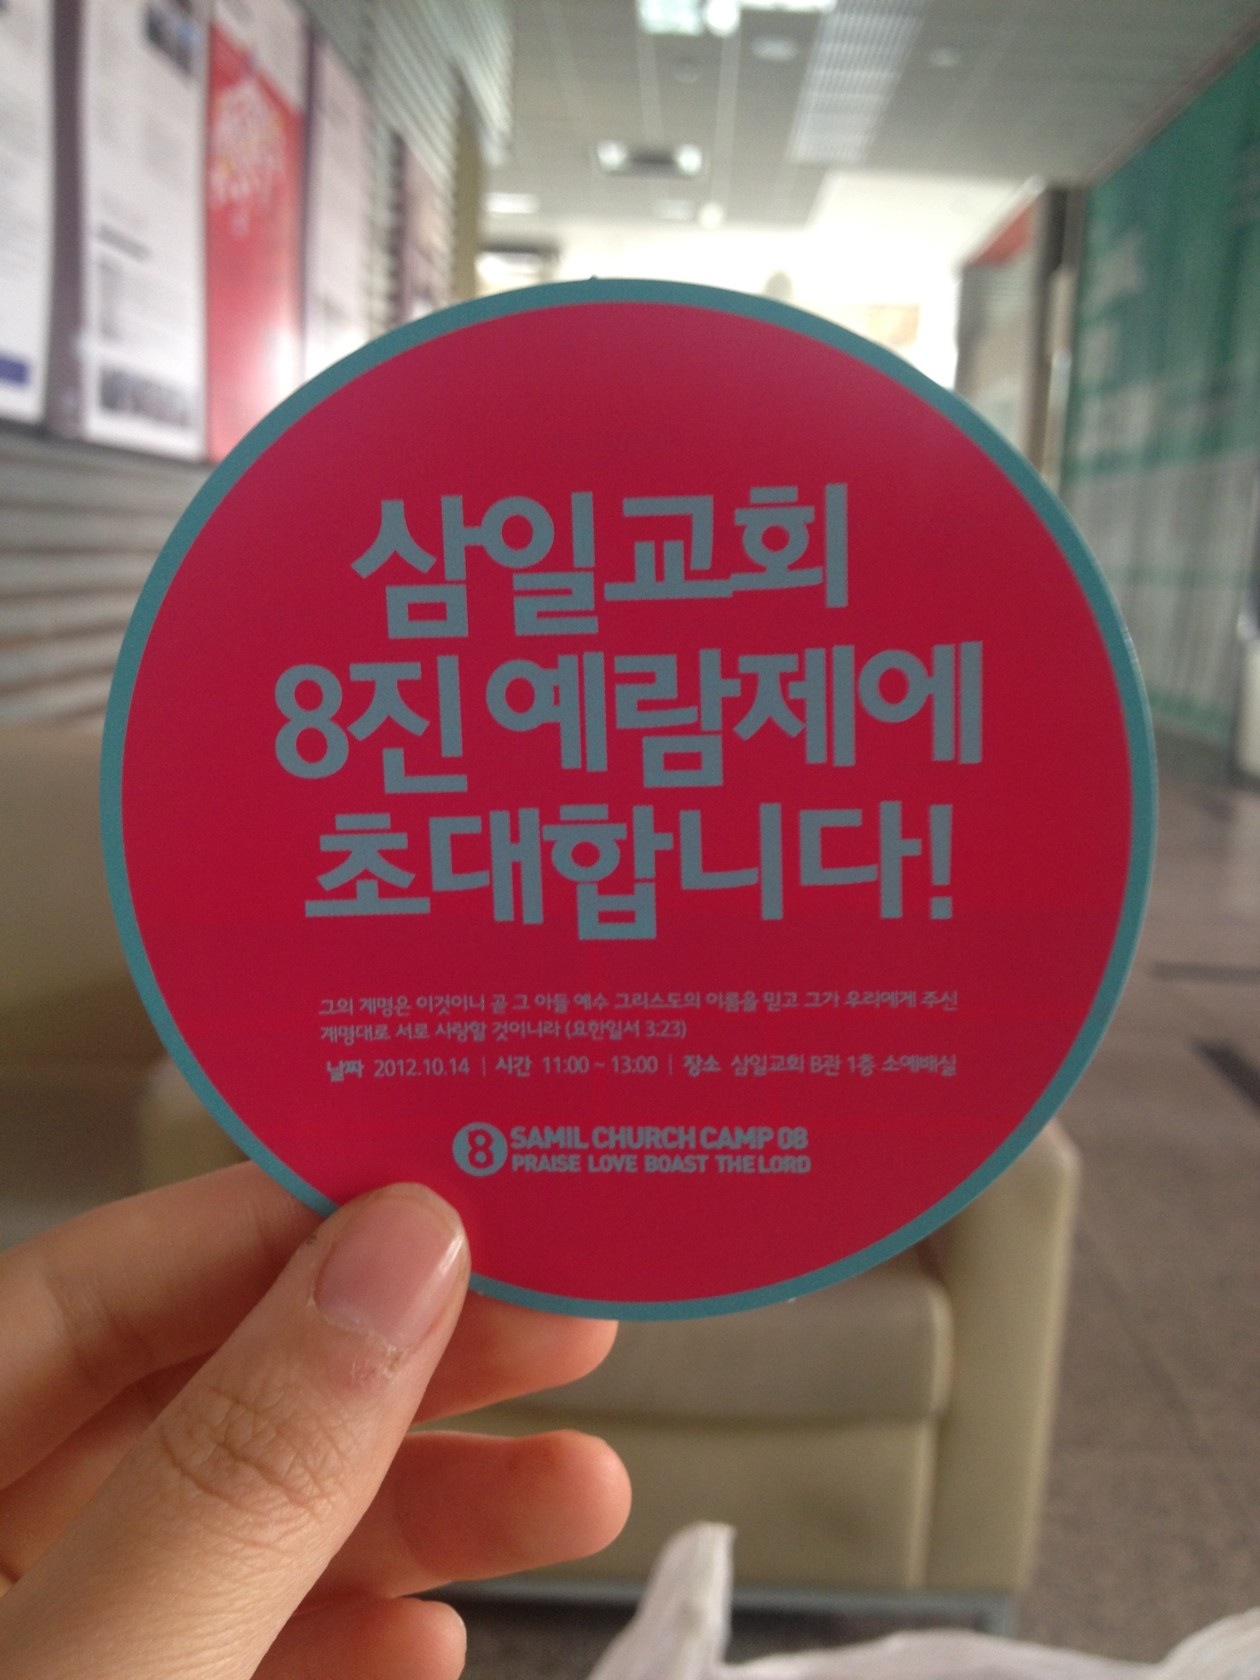 삼일교회
8진 예람제에
초대합니다!
그의 계명은 이것이니 곧 그 아들 예수 그리스도의 이름을 믿고 그가 우리에게 주신
계명대로 서로 사랑할 것이니라 (요한일서 3:23)
날짜 2012.10.14 | 시간 11:00 ~ 13:00 | 장소 삼일교회 B관 1층 소예배실
8 SAMIL CHURCH CAMP 08
PRAISE LOVE BOAST THE LORD